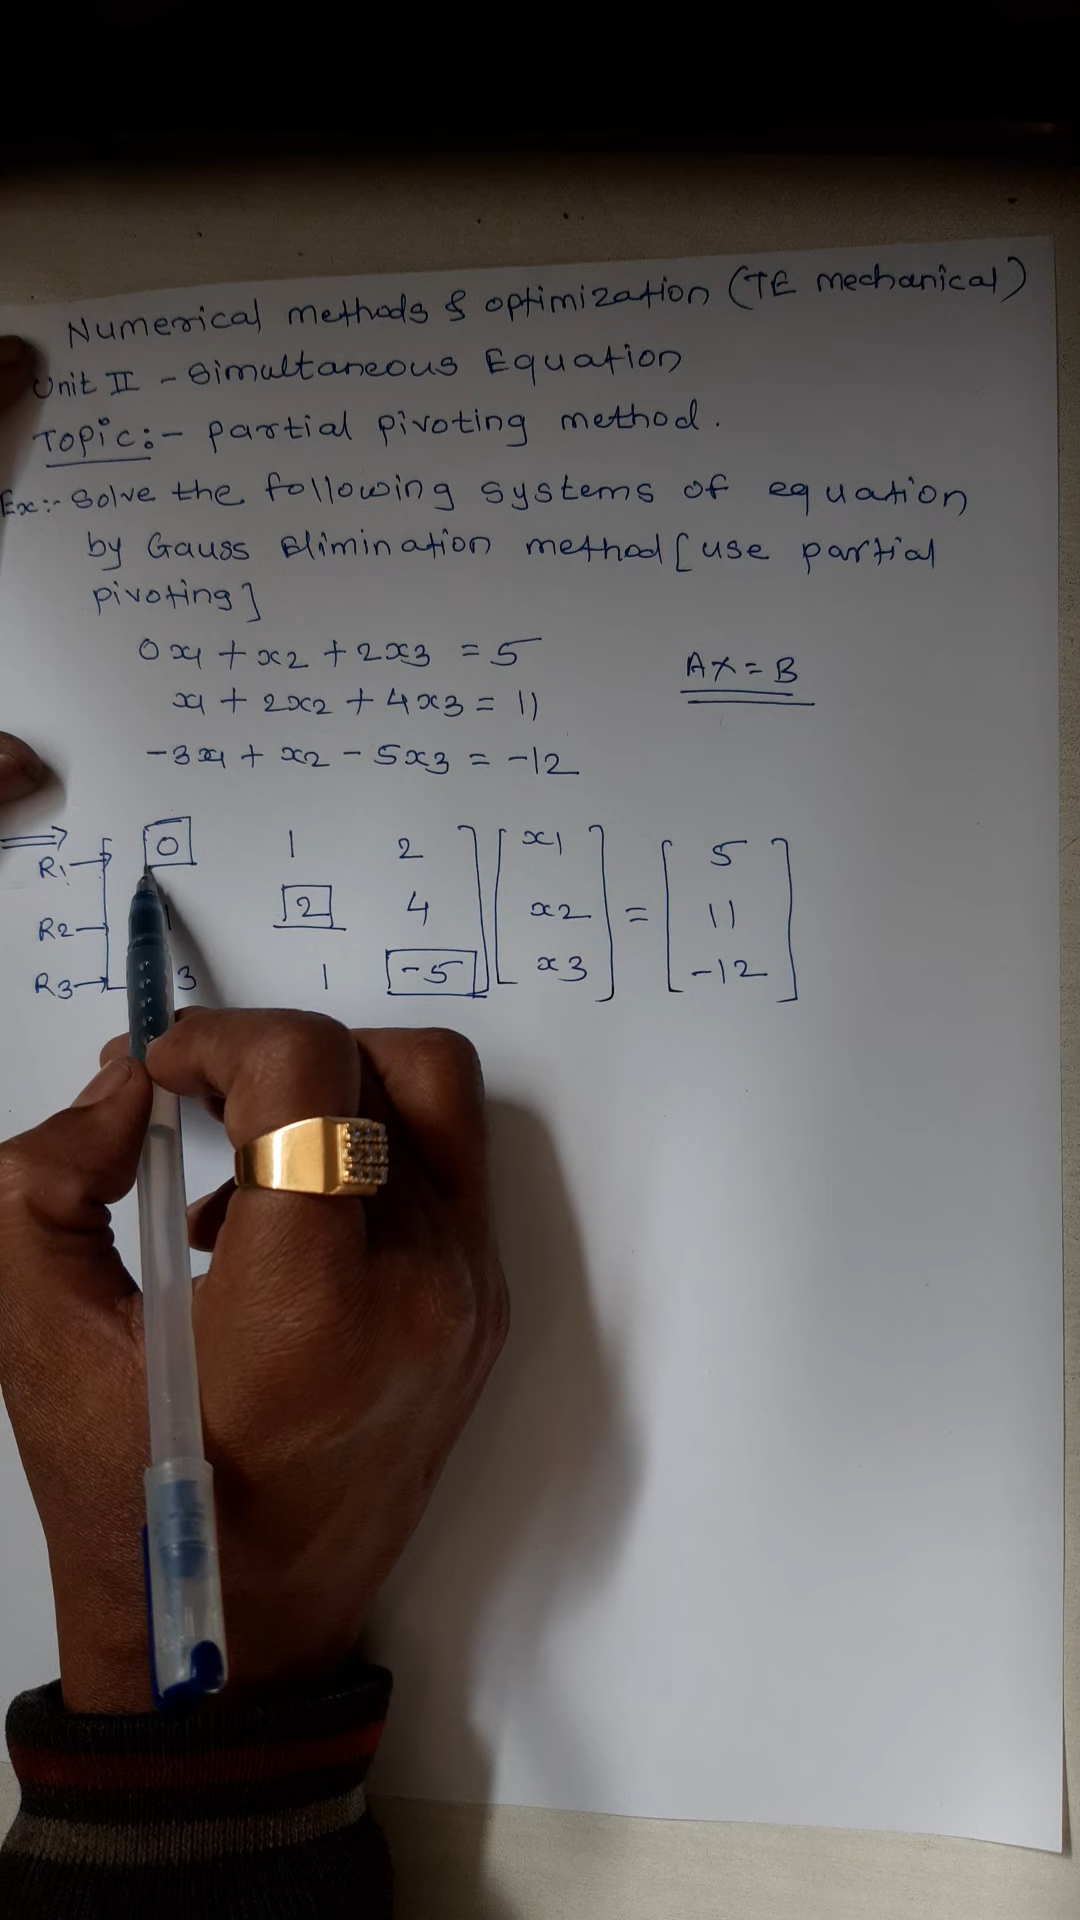 Numerical methods & optimization (TE mechanical)
Unit II - Simultaneous Equation
Topic:- partial pivoting method.
Ex:- Solve the following systems of equation
by Gauss Elimination method [use partial
pivoting]
0x1 + x2 + 2x3 = 5
AX = B
x1 + 2x2 + 4x3 = 11
-3x1 + x2 - 5x3 = -12
⇒ R1→ [ 0 1 2 ] [ x1 ] = [ 5 ]
R2→ 1 2 4 x2 11
R3→ 3 1 -5 x3 -12